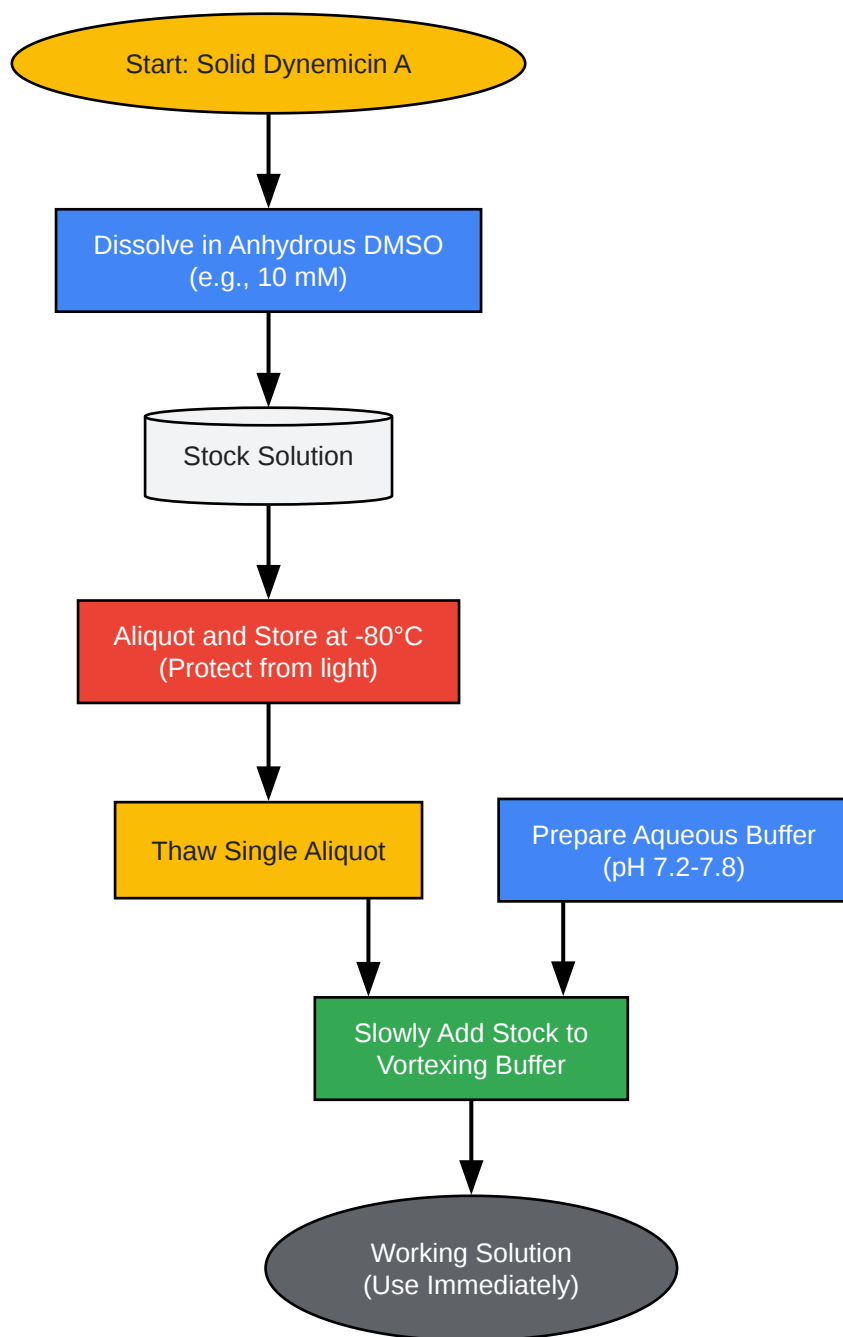 Start: Solid Dynemicin A
Dissolve in Anhydrous DMSO
(e.g., 10 mM)
Stock Solution
Aliquot and Store at -80°C
(Protect from light)
Thaw Single Aliquot
Prepare Aqueous Buffer
(pH 7.2-7.8)
Slowly Add Stock to
Vortexing Buffer
Working Solution
(Use Immediately)